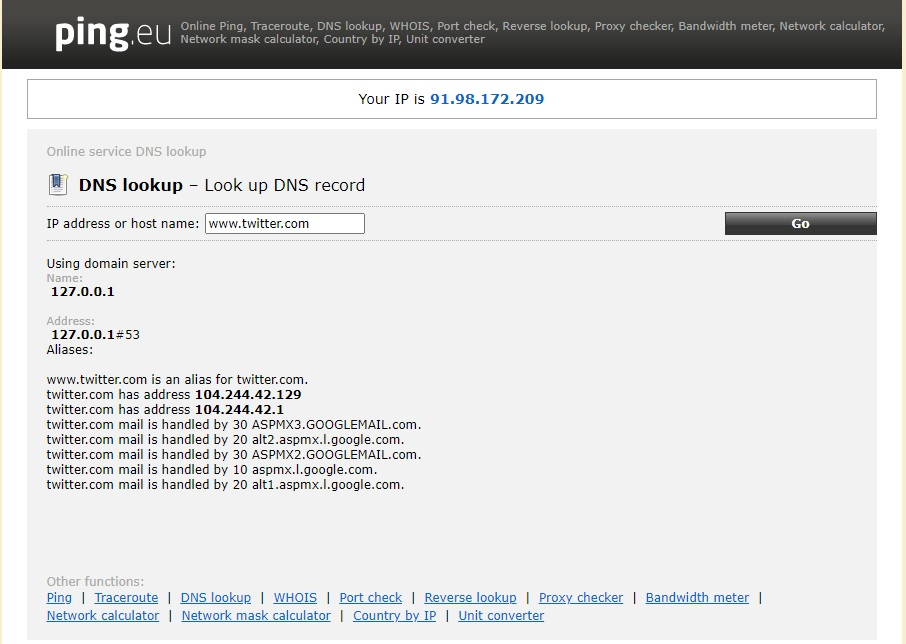 ping.eu
Online Ping, Traceroute, DNS lookup, WHOIS, Port check, Reverse lookup, Proxy checker, Bandwidth meter, Network calculator,
Network mask calculator, Country by IP, Unit converter
Your IP is 91.98.172.209
Online service DNS lookup
DNS lookup – Look up DNS record
IP address or host name: www.twitter.com Go
Using domain server:
Name:
127.0.0.1
Address:
127.0.0.1#53
Aliases:
www.twitter.com is an alias for twitter.com.
twitter.com has address 104.244.42.129
twitter.com has address 104.244.42.1
twitter.com mail is handled by 30 ASPMX3.GOOGLEMAIL.com.
twitter.com mail is handled by 20 alt2.aspmx.l.google.com.
twitter.com mail is handled by 30 ASPMX2.GOOGLEMAIL.com.
twitter.com mail is handled by 10 aspmx.l.google.com.
twitter.com mail is handled by 20 alt1.aspmx.l.google.com.
Other functions:
Ping | Traceroute | DNS lookup | WHOIS | Port check | Reverse lookup | Proxy checker | Bandwidth meter |
Network calculator | Network mask calculator | Country by IP | Unit converter